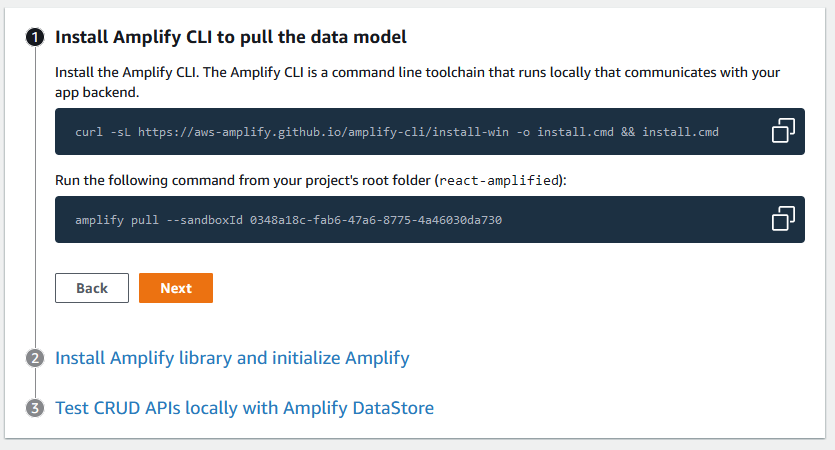 1 Install Amplify CLI to pull the data model
Install the Amplify CLI. The Amplify CLI is a command line toolchain that runs locally that communicates with your
app backend.
curl -sL https://aws-amplify.github.io/amplify-cli/install-win -o install.cmd && install.cmd
Run the following command from your project's root folder (react-amplified):
amplify pull --sandboxId 0348a18c-fab6-47a6-8775-4a46030da730
Back Next
2 Install Amplify library and initialize Amplify
3 Test CRUD APIs locally with Amplify DataStore